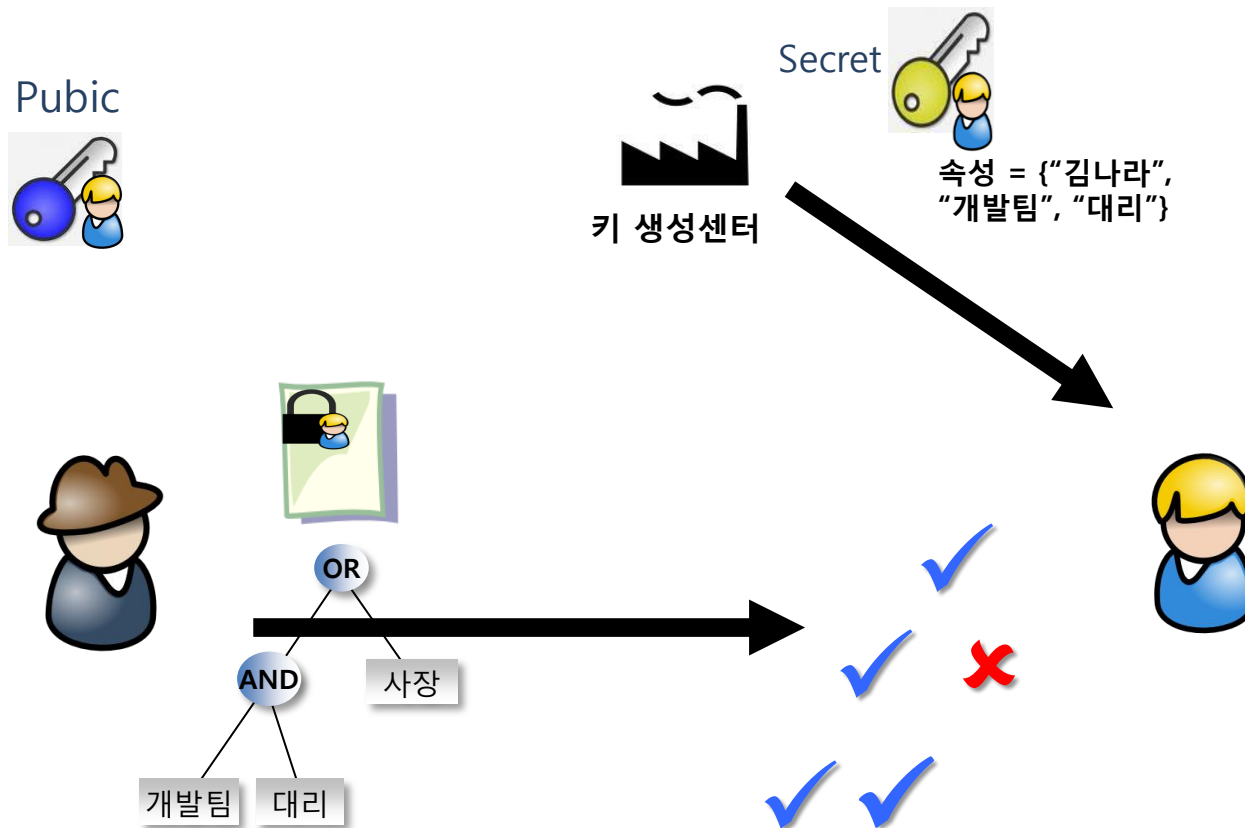 Pubic
Secret
속성 = {“김나라”,
“개발팀”, “대리”}
키 생성센터
OR
AND
사장
개발팀
대리